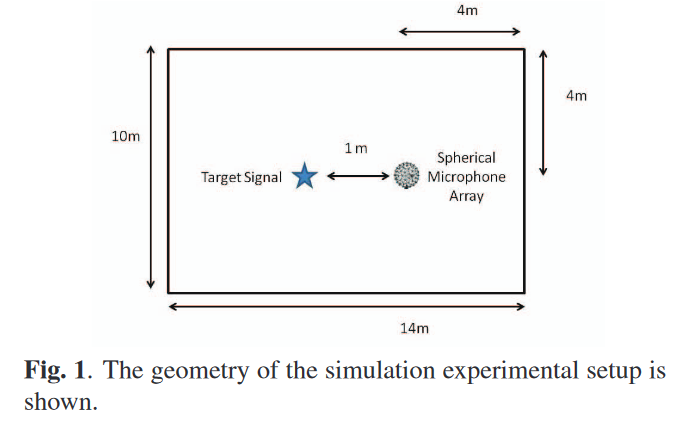 4m
4m
10m
1m
Target Signal
Spherical
Microphone
Array
14m
Fig. 1. The geometry of the simulation experimental setup is
shown.